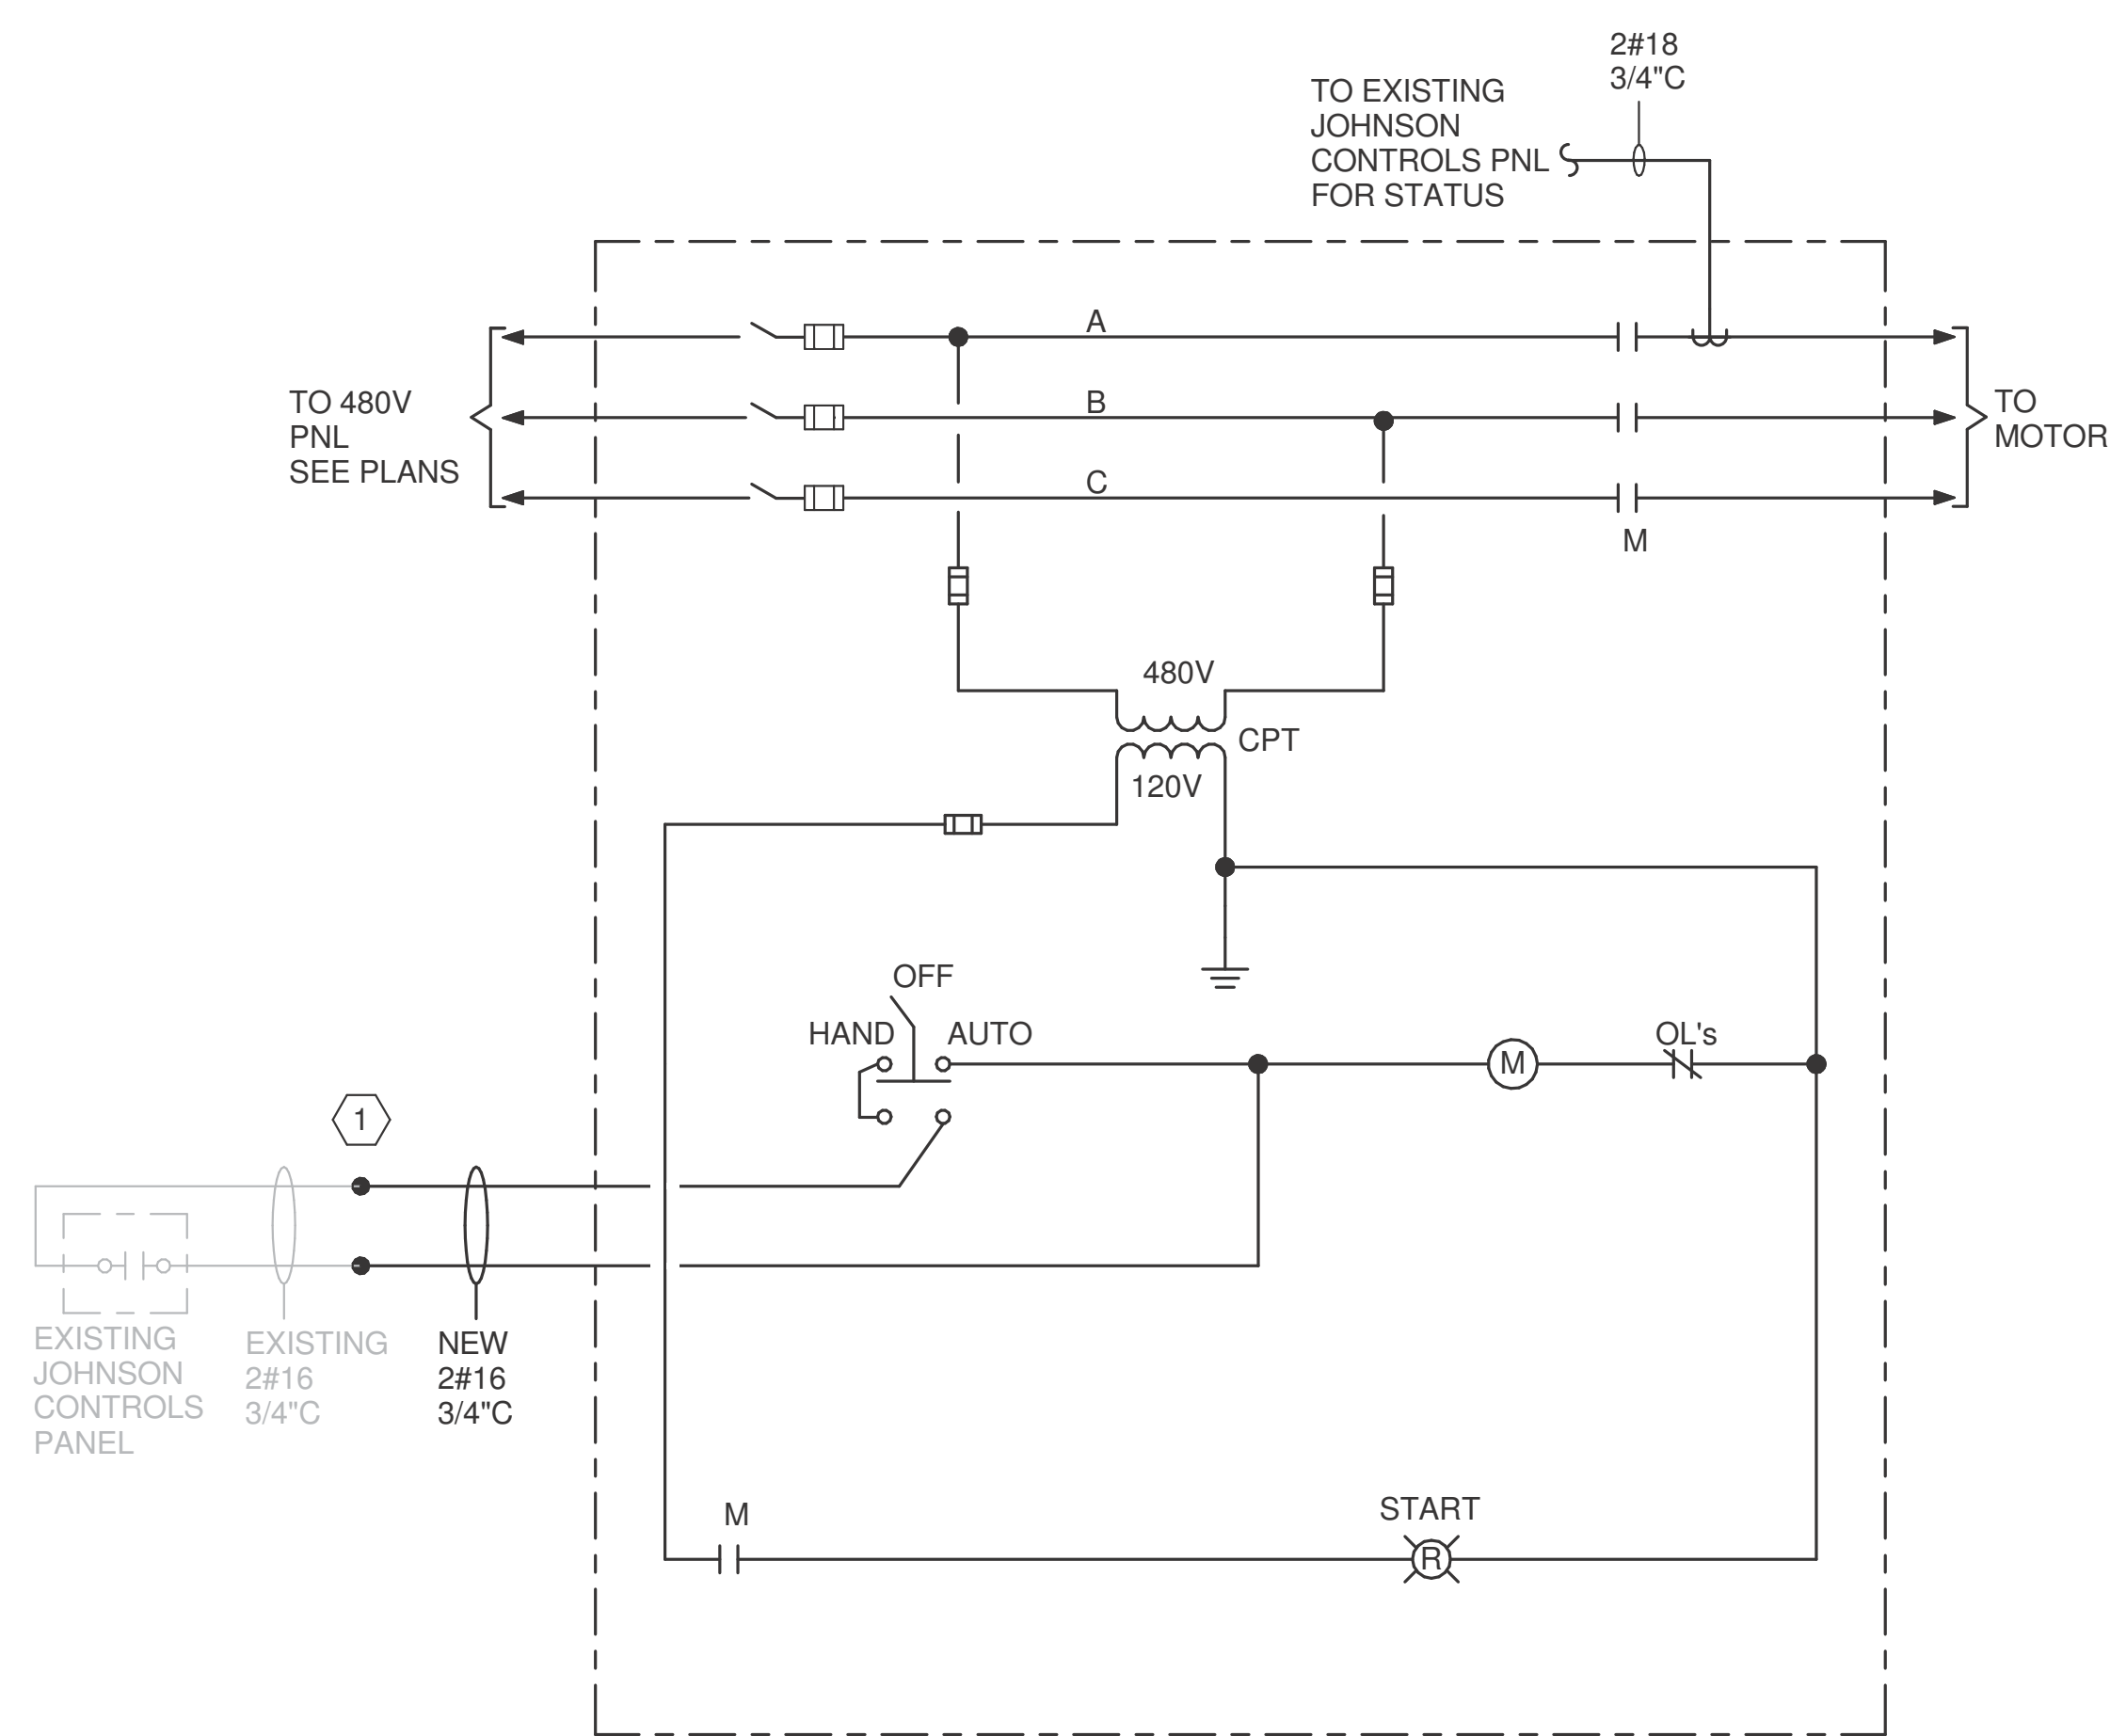 2#18
3/4"C
TO EXISTING
JOHNSON
CONTROLS PNL
FOR STATUS
A
TO 480V
PNL
SEE PLANS
B
TO
MOTOR
C
M
480V
CPT
120V
OFF
HAND
AUTO
M
OL's
1
EXISTING
JOHNSON
CONTROLS
PANEL
EXISTING
2#16
3/4"C
NEW
2#16
3/4"C
M
START
R